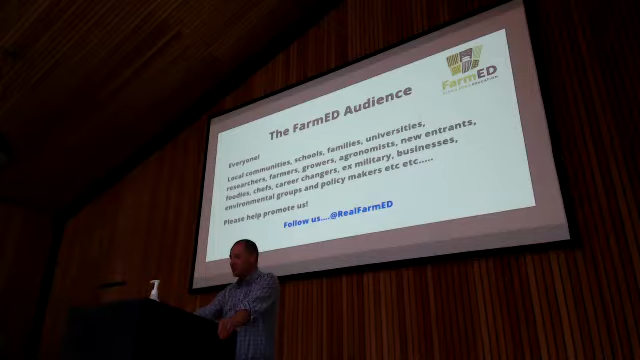 FarmED
The FarmED Audience
Everyone!
Local communities, schools, families, universities,
researchers, farmers, growers, agronomists, new entrants,
foodies, chefs, career changers, ex military, businesses,
environmental groups and policy makers etc etc.....
Please help promote us!
Follow us....@RealFarmED